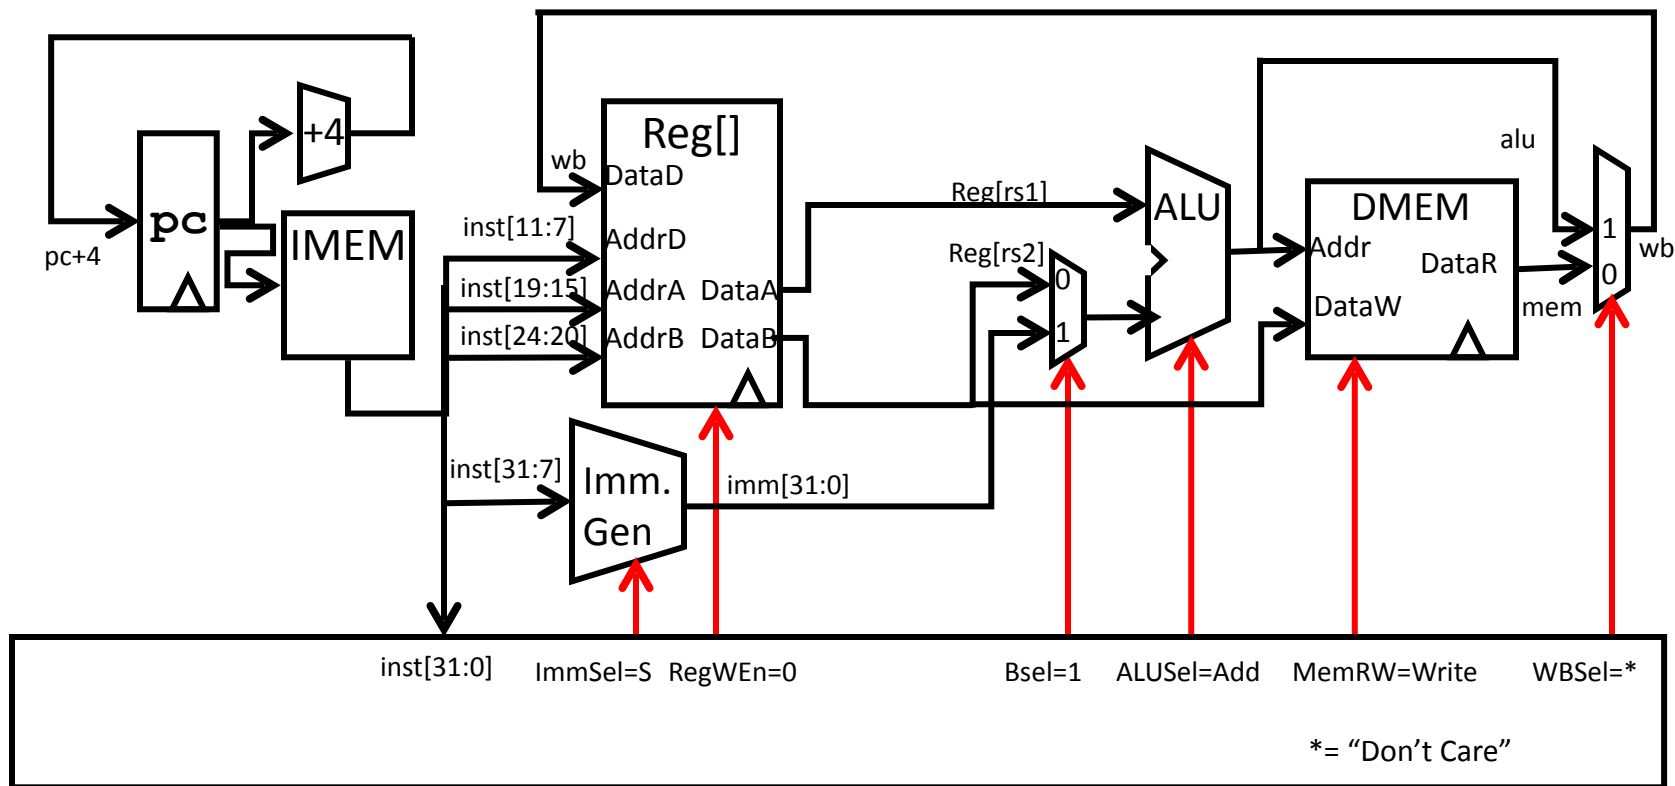 +4
Reg[]
wb
DataD
alu
pc
pc+4
IMEM
inst[11:7]
AddrD
inst[19:15]
AddrA
DataA
inst[24:20]
AddrB
DataB
Reg[rs1]
Reg[rs2]
0
1
ALU
DMEM
Addr
DataR
DataW
mem
1
0
wb
inst[31:7]
Imm.
Gen
imm[31:0]
inst[31:0]
ImmSel=S
RegWEn=0
Bsel=1
ALUSel=Add
MemRW=Write
WBSel=*
*= “Don’t Care”